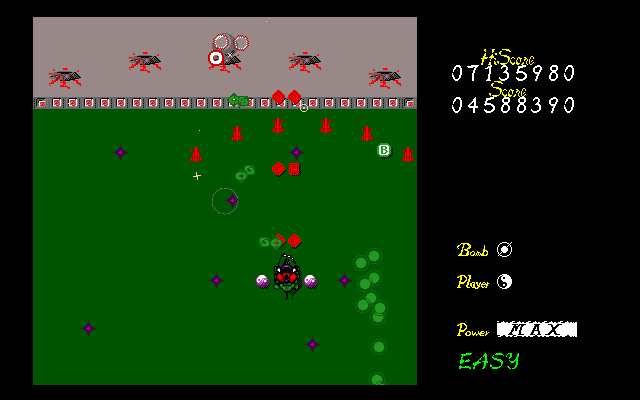 HiScore
07135980
Score
04588390
B
Bomb
Player
Power MAX
EASY